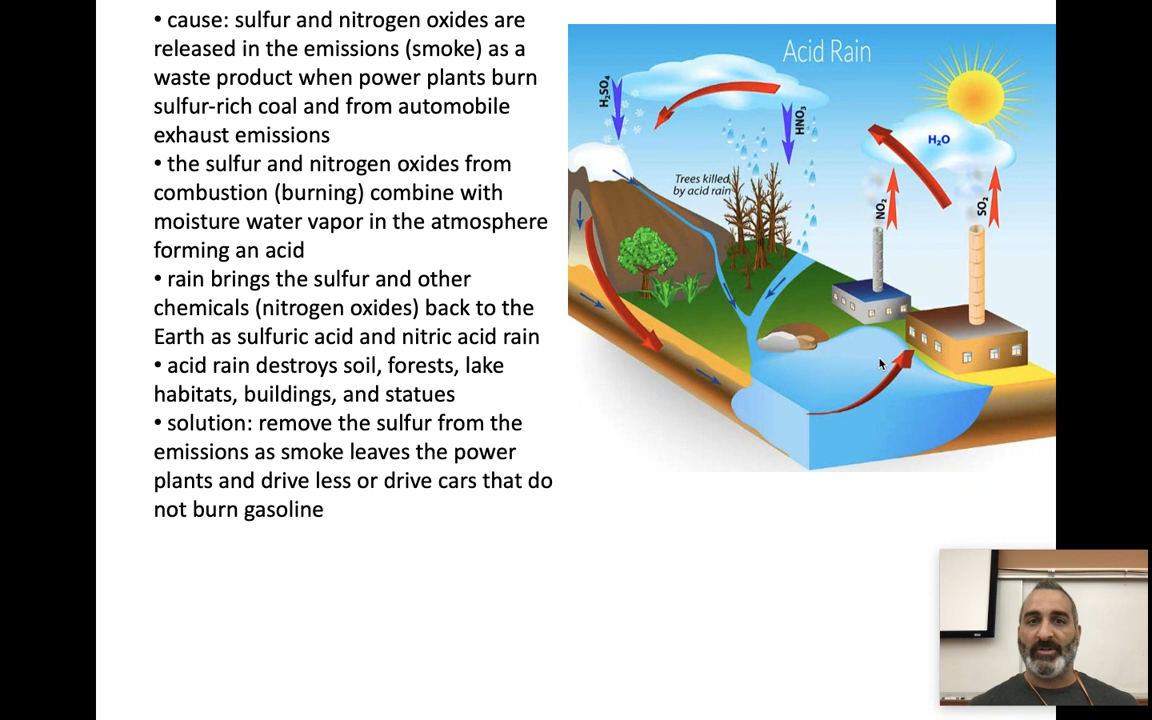 • cause: sulfur and nitrogen oxides are
released in the emissions (smoke) as a
waste product when power plants burn
sulfur-rich coal and from automobile
exhaust emissions
• the sulfur and nitrogen oxides from
combustion (burning) combine with
moisture water vapor in the atmosphere
forming an acid
• rain brings the sulfur and other
chemicals (nitrogen oxides) back to the
Earth as sulfuric acid and nitric acid rain
• acid rain destroys soil, forests, lake
habitats, buildings, and statues
• solution: remove the sulfur from the
emissions as smoke leaves the power
plants and drive less or drive cars that do
not burn gasoline
Acid Rain
H₂SO₄
HNO₃
H₂O
Trees killed
by acid rain
NO₂
SO₂